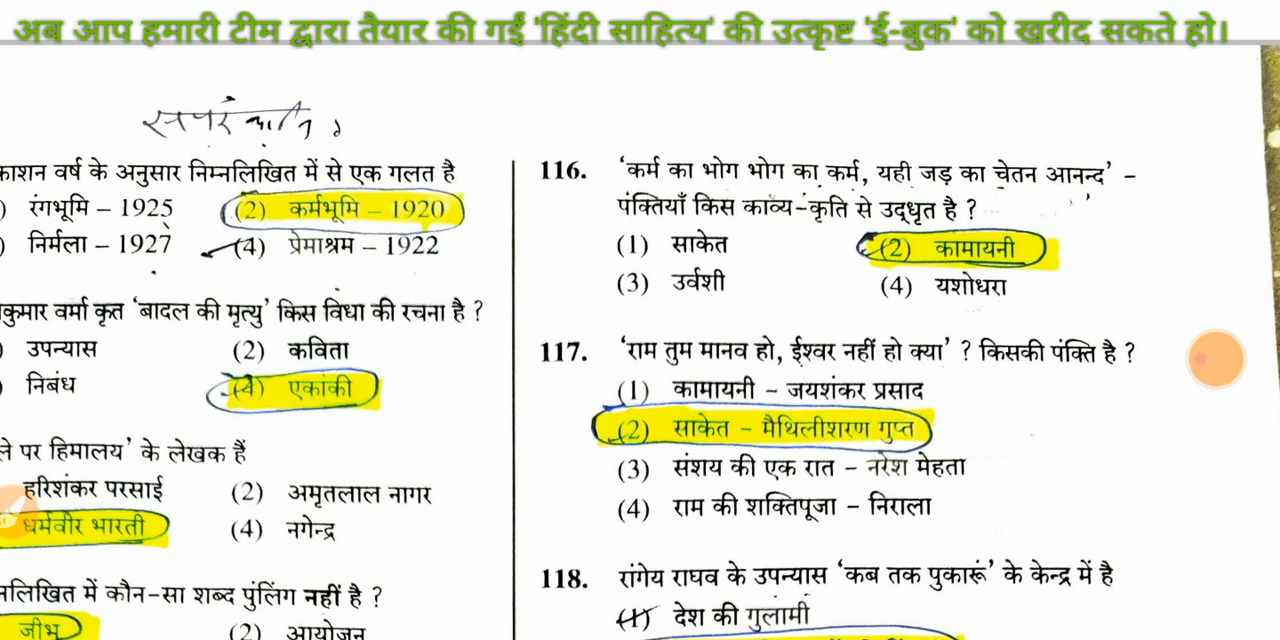 अब आप हमारी टीम द्वारा तैयार की गईं 'हिंदी साहित्य' की उत्कृष्ट 'ई-बुक' को खरीद सकते हो।
काशन वर्ष के अनुसार निम्नलिखित में से एक गलत है
) रंगभूमि – 1925 (2) कर्मभूमि – 1920
) निर्मला – 1927 (4) प्रेमाश्रम – 1922
कुमार वर्मा कृत ‘बादल की मृत्यु’ किस विधा की रचना है ?
) उपन्यास (2) कविता
) निबंध (4) एकांकी
ले पर हिमालय’ के लेखक हैं
हरिशंकर परसाई (2) अमृतलाल नागर
धर्मवीर भारती (4) नगेन्द्र
नलिखित में कौन-सा शब्द पुंलिंग नहीं है ?
जीभ (2) आयोजन
116. ‘कर्म का भोग भोग का कर्म, यही जड़ का चेतन आनन्द’ –
पंक्तियाँ किस काव्य-कृति से उद्धृत है ?
(1) साकेत (2) कामायनी
(3) उर्वशी (4) यशोधरा
117. ‘राम तुम मानव हो, ईश्वर नहीं हो क्या’ ? किसकी पंक्ति है ?
(1) कामायनी – जयशंकर प्रसाद
(2) साकेत – मैथिलीशरण गुप्त
(3) संशय की एक रात – नरेश मेहता
(4) राम की शक्तिपूजा – निराला
118. रांगेय राघव के उपन्यास ‘कब तक पुकारूं’ के केन्द्र में है
(1) देश की गुलामी